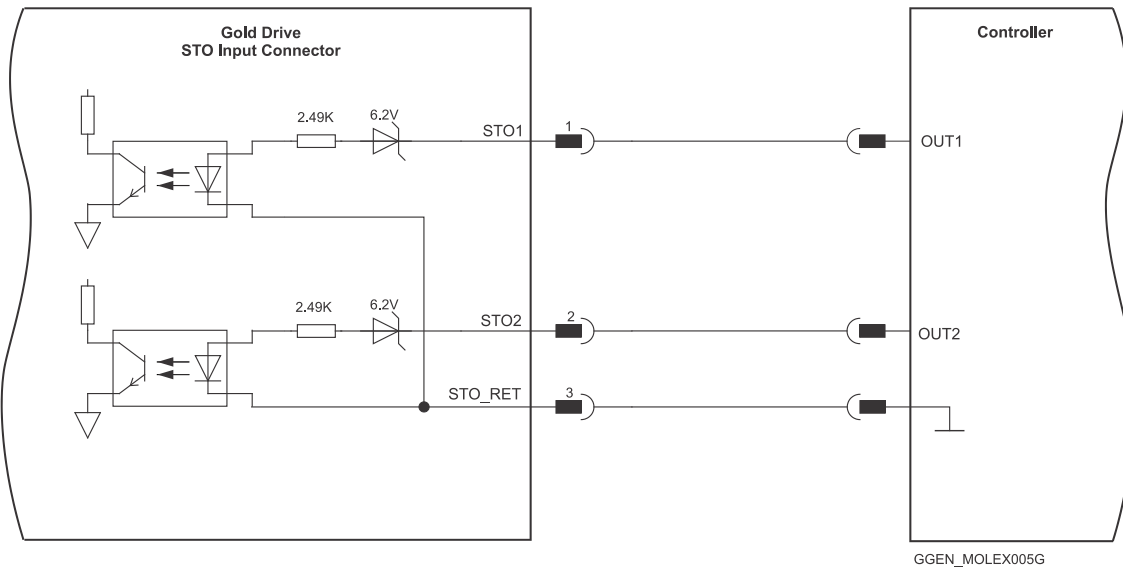 Gold Drive
STO Input Connector
Controller
2.49K
6.2V
STO1
1
OUT1
2.49K
6.2V
STO2
2
OUT2
STO_RET
3
GGEN_MOLEX005G